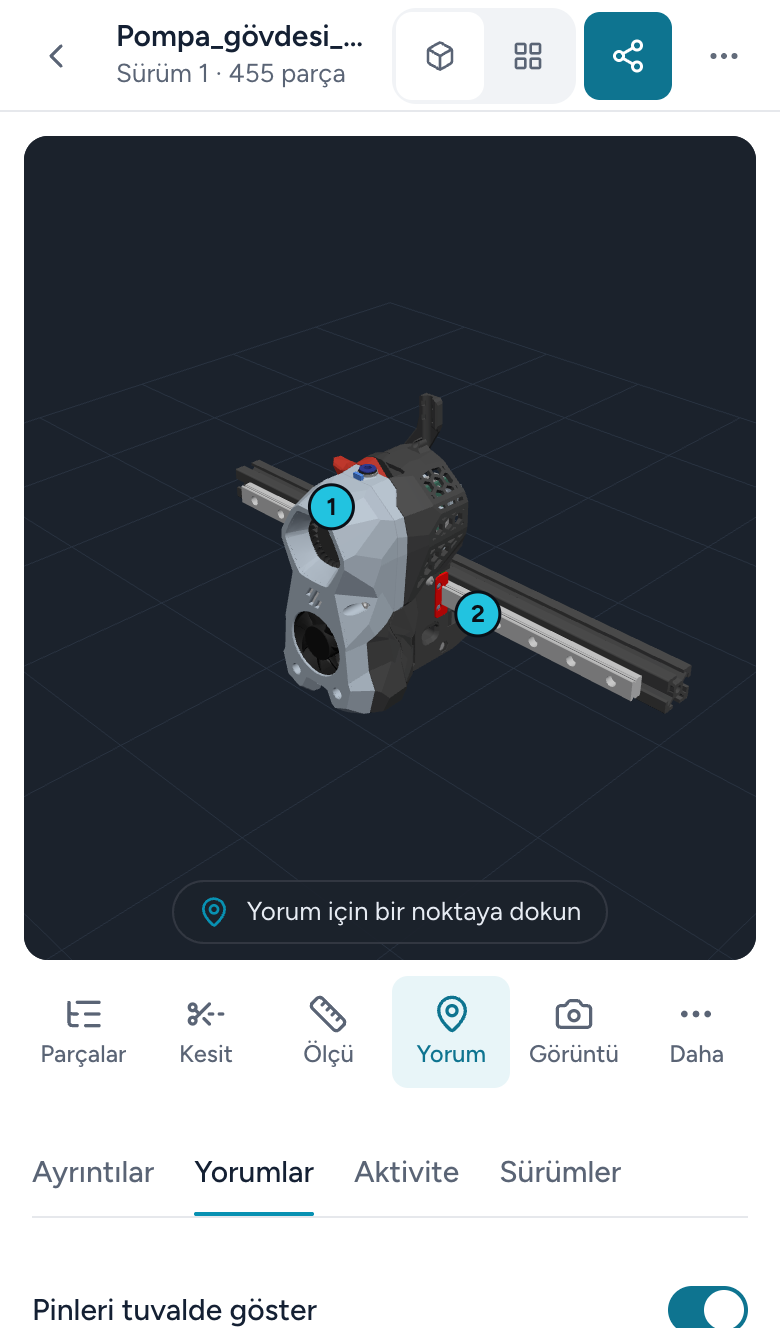 Pompa_gövdesi_...
Sürüm 1 · 455 parça
1
2
Yorum için bir noktaya dokun
Parçalar
Kesit
Ölçü
Yorum
Görüntü
Daha
Ayrıntılar
Yorumlar
Aktivite
Sürümler
Pinleri tuvalde göster